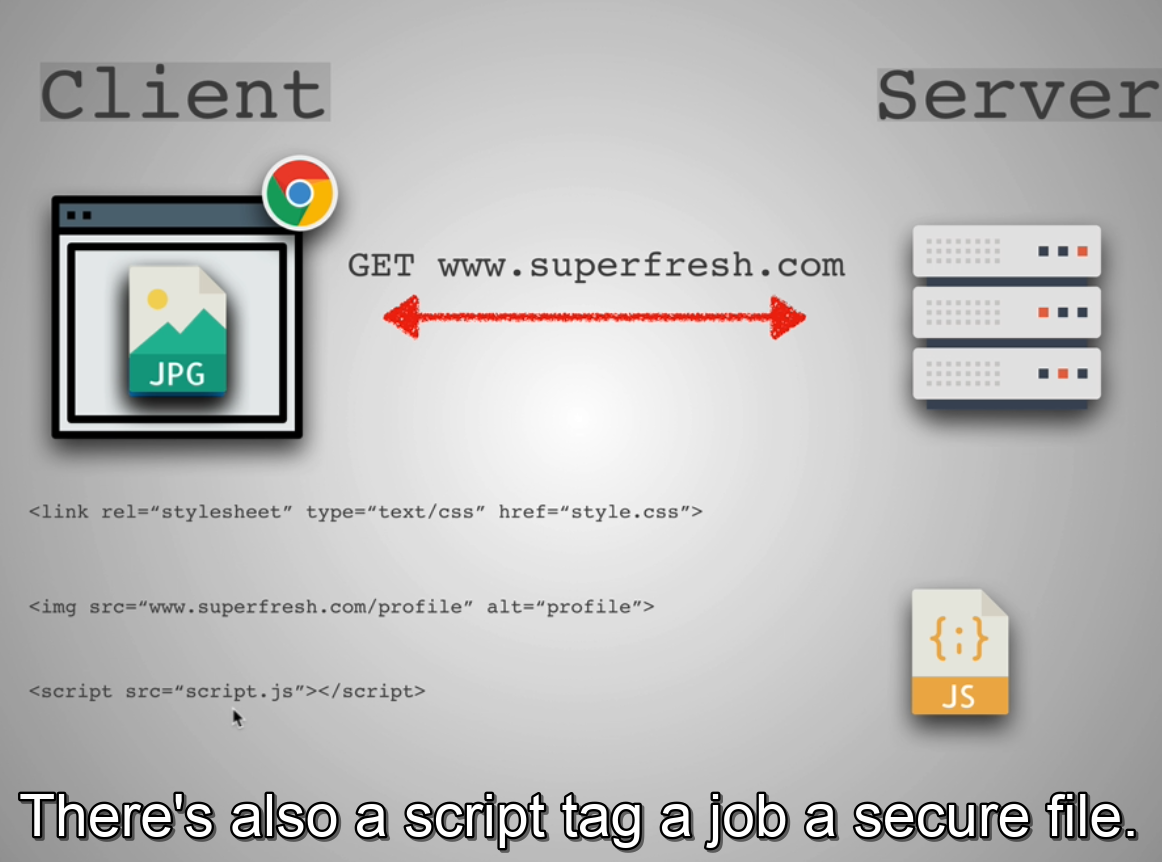 Client
Server
GET www.superfresh.com
JPG
<link rel=“stylesheet” type=“text/css” href=“style.css”>
<img src=“www.superfresh.com/profile” alt=“profile”>
{;}
<script src=“script.js”></script>
JS
There's also a script tag a job a secure file.